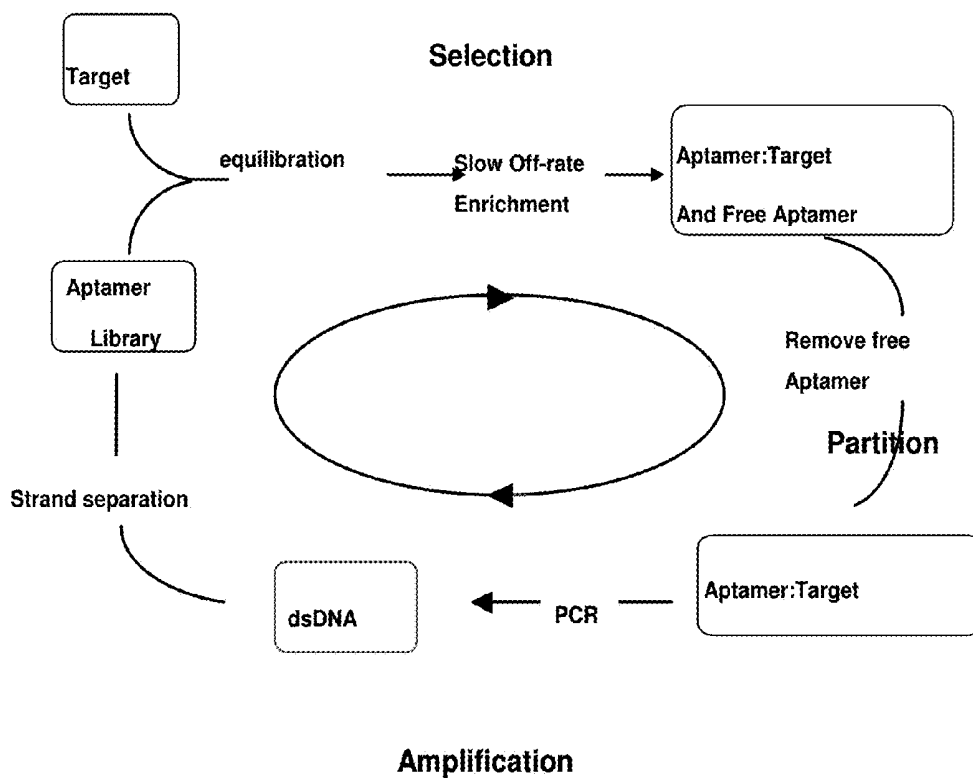 Selection
Target
equilibration
Slow Off-rate
Enrichment
Aptamer:Target
And Free Aptamer
Aptamer
Library
Remove free
Aptamer
Partition
Strand separation
Aptamer:Target
PCR
dsDNA
Amplification